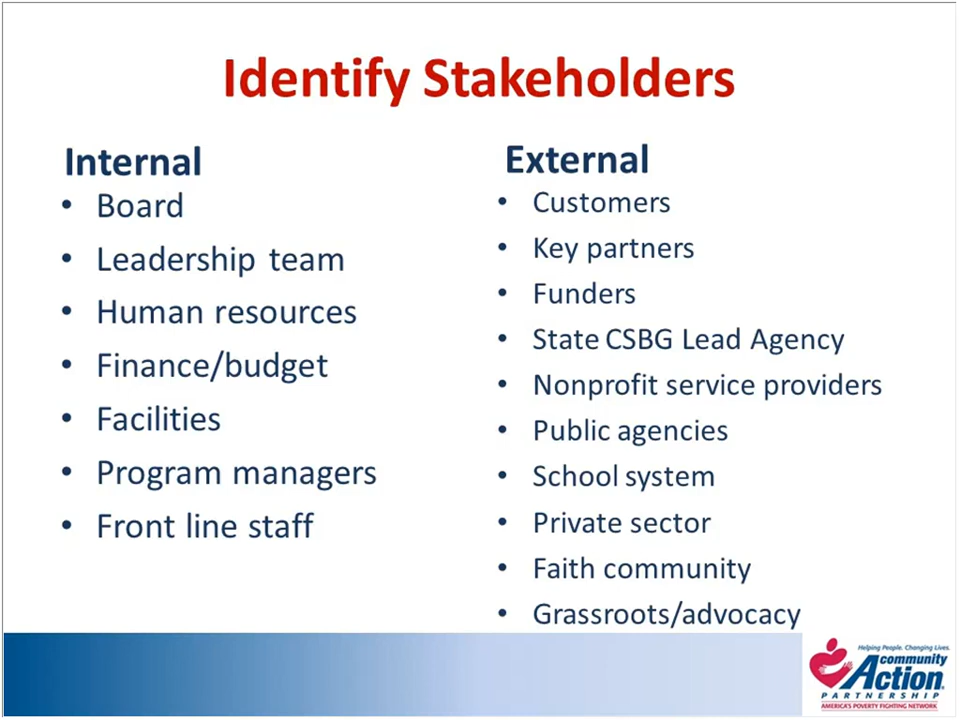 Identify Stakeholders
Internal
• Board
• Leadership team
• Human resources
• Finance/budget
• Facilities
• Program managers
• Front line staff
External
• Customers
• Key partners
• Funders
• State CSBG Lead Agency
• Nonprofit service providers
• Public agencies
• School system
• Private sector
• Faith community
• Grassroots/advocacy
Helping People. Changing Lives.
community
Action
PARTNERSHIP
AMERICA'S POVERTY FIGHTING NETWORK